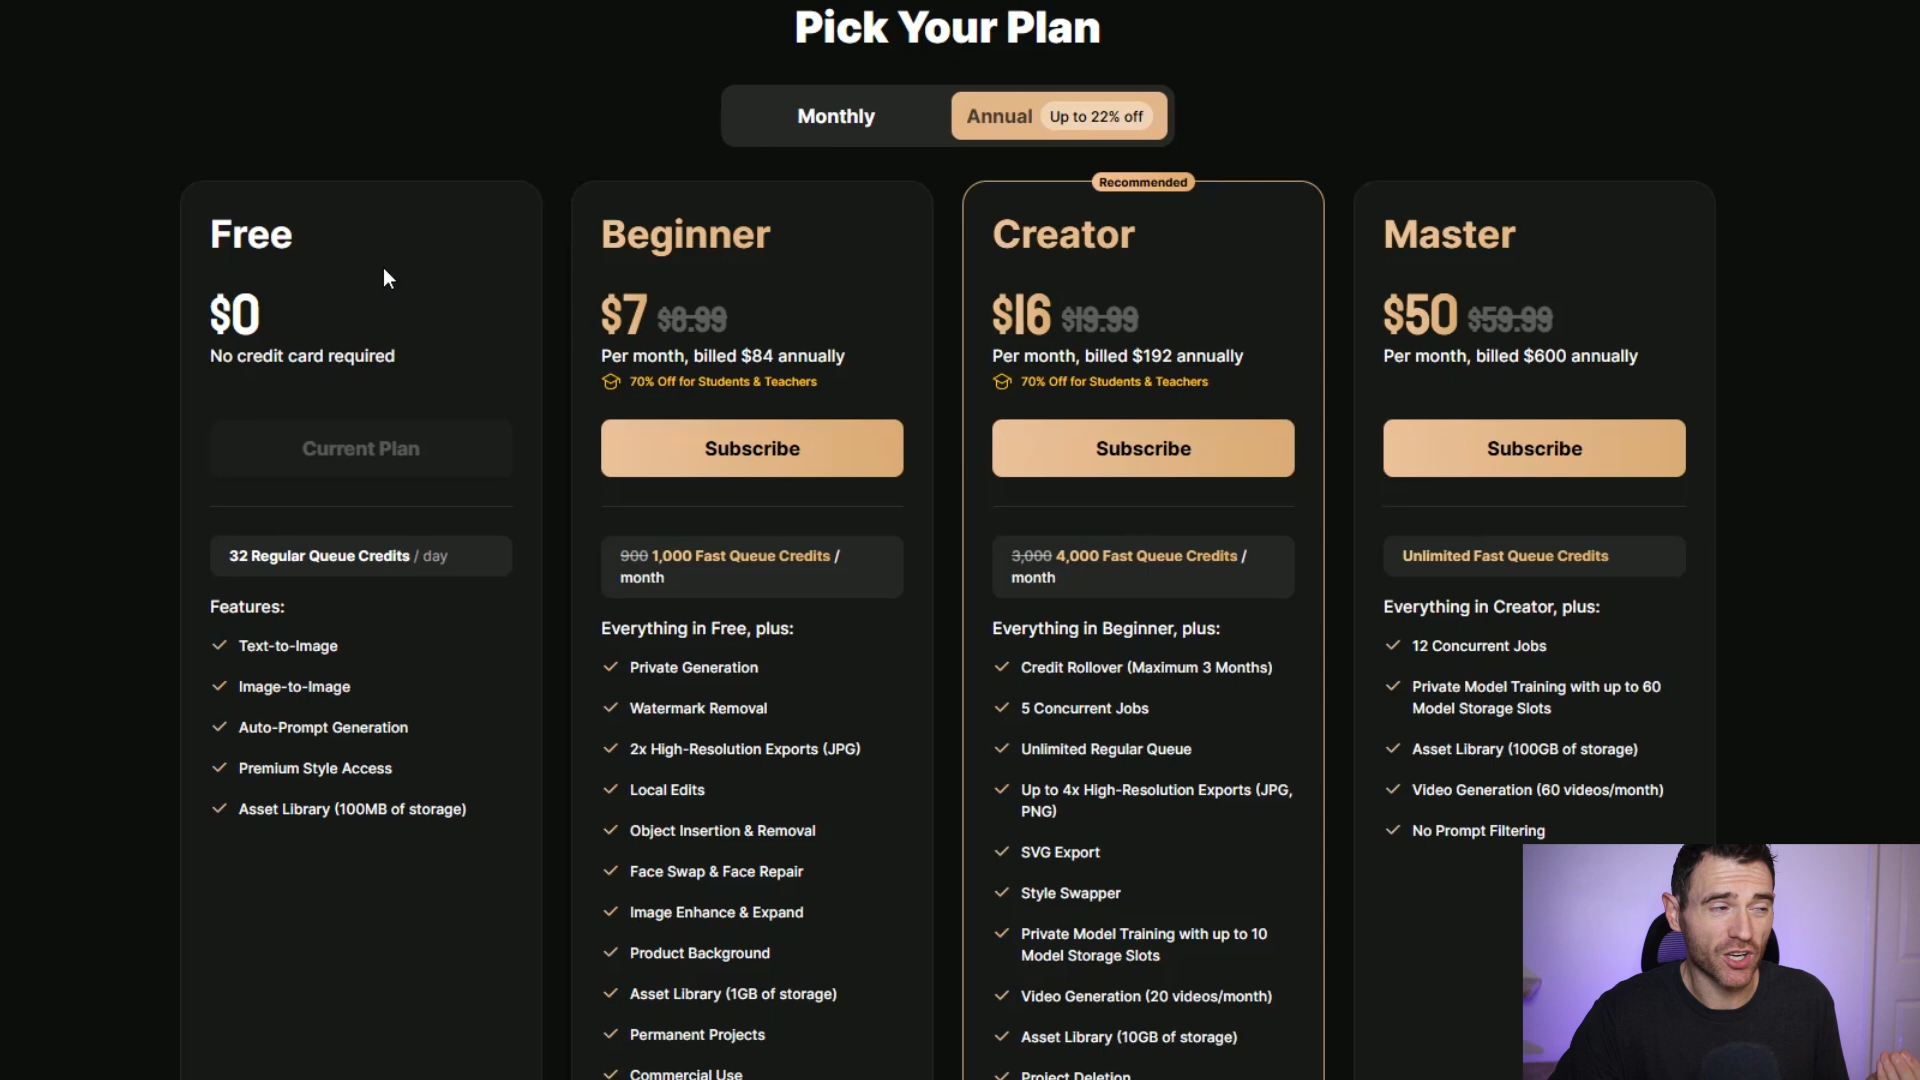 Pick Your Plan
Monthly
Annual Up to 22% off
Free
$0
No credit card required
Current Plan
32 Regular Queue Credits / day
Features:
Text-to-Image
Image-to-Image
Auto-Prompt Generation
Premium Style Access
Asset Library (100MB of storage)
Beginner
$7 $8.99
Per month, billed $84 annually
70% Off for Students & Teachers
Subscribe
900 1,000 Fast Queue Credits /
month
Everything in Free, plus:
Private Generation
Watermark Removal
2x High-Resolution Exports (JPG)
Local Edits
Object Insertion & Removal
Face Swap & Face Repair
Image Enhance & Expand
Product Background
Asset Library (1GB of storage)
Permanent Projects
Commercial Use
Recommended
Creator
$16 $19.99
Per month, billed $192 annually
70% Off for Students & Teachers
Subscribe
3,000 4,000 Fast Queue Credits /
month
Everything in Beginner, plus:
Credit Rollover (Maximum 3 Months)
5 Concurrent Jobs
Unlimited Regular Queue
Up to 4x High-Resolution Exports (JPG,
PNG)
SVG Export
Style Swapper
Private Model Training with up to 10
Model Storage Slots
Video Generation (20 videos/month)
Asset Library (10GB of storage)
Project Deletion
Master
$50 $59.99
Per month, billed $600 annually
Subscribe
Unlimited Fast Queue Credits
Everything in Creator, plus:
12 Concurrent Jobs
Private Model Training with up to 60
Model Storage Slots
Asset Library (100GB of storage)
Video Generation (60 videos/month)
No Prompt Filtering